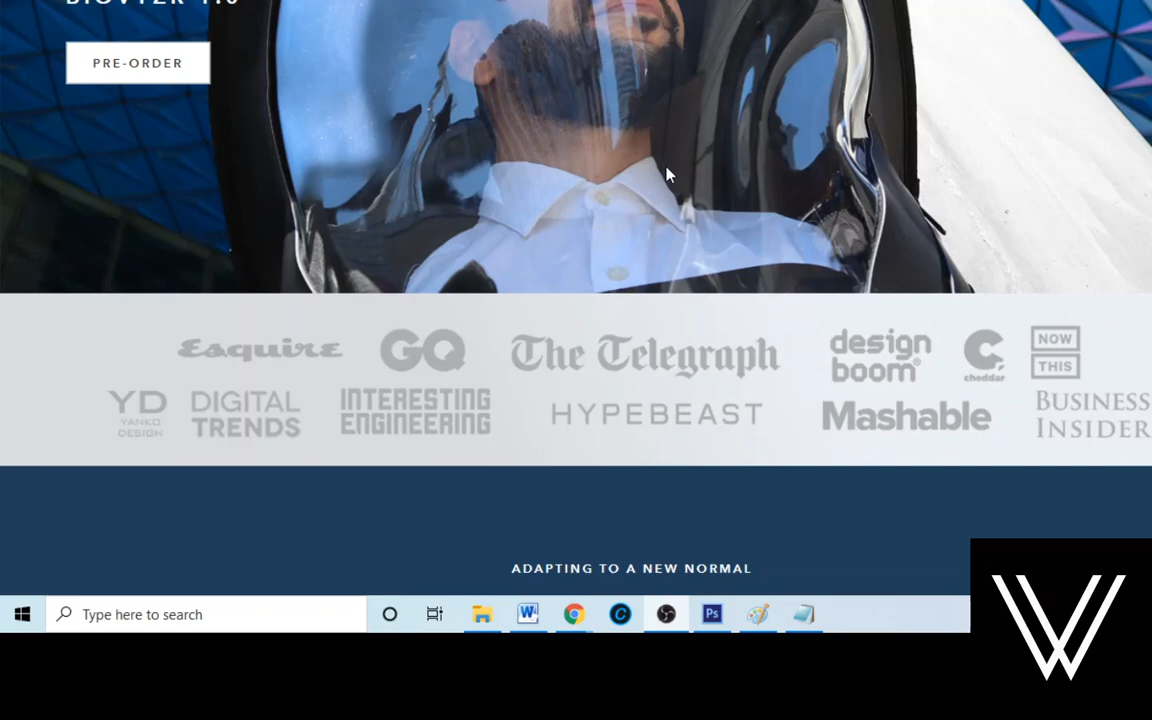 PRE-ORDER
Esquire
GQ
The Telegraph
design
boom®
cheddar
NOW
THIS
YD
YANKO
DESIGN
DIGITAL
TRENDS
INTERESTING
ENGINEERING
HYPEBEAST
Mashable
BUSINESS
INSIDER
ADAPTING TO A NEW NORMAL
Type here to search
W
Ps
W